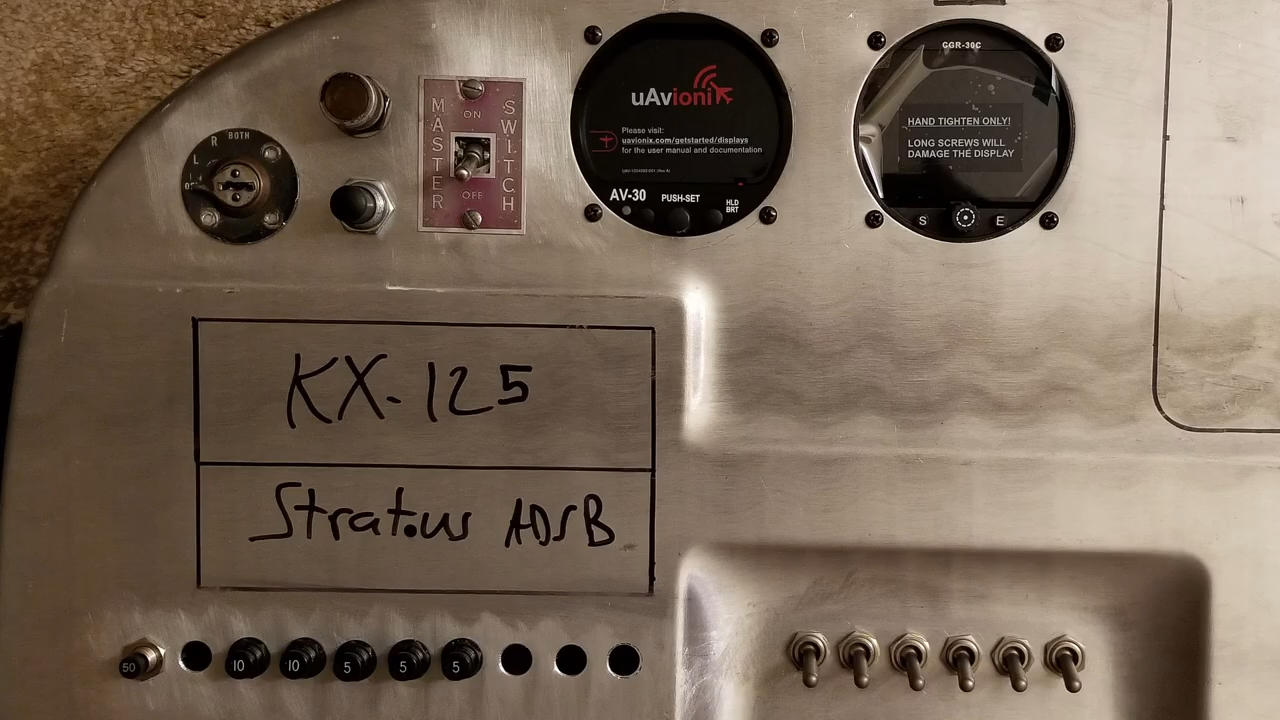 BOTH
R
L
MASTER
ON
OFF
SWITCH
uAvionix
Please visit:
uavionix.com/getstarted/displays
for the user manual and documentation
AV-30
PUSH-SET
HLD
BRT
CGR-30C
HAND TIGHTEN ONLY!
LONG SCREWS WILL
DAMAGE THE DISPLAY
S
E
KX-125
Stratus ADSB
50
10
10
5
5
5